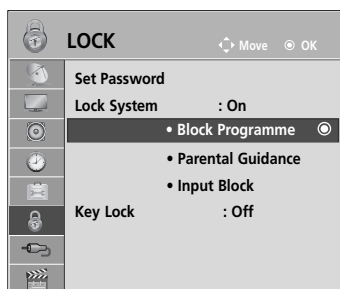 LOCK
Move OK
Set Password
Lock System : On
• Block Programme
• Parental Guidance
• Input Block
Key Lock : Off